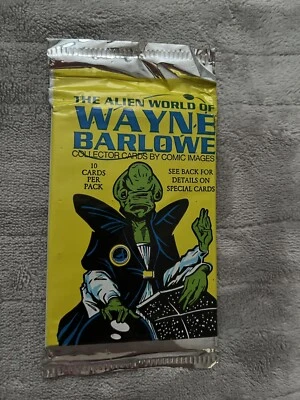 THE ALIEN WORLD OF
WAYNE
BARLOWE
COLLECTOR CARDS BY COMIC IMAGES
10
CARDS
PER
PACK
SEE BACK FOR
DETAILS ON
SPECIAL CARDS